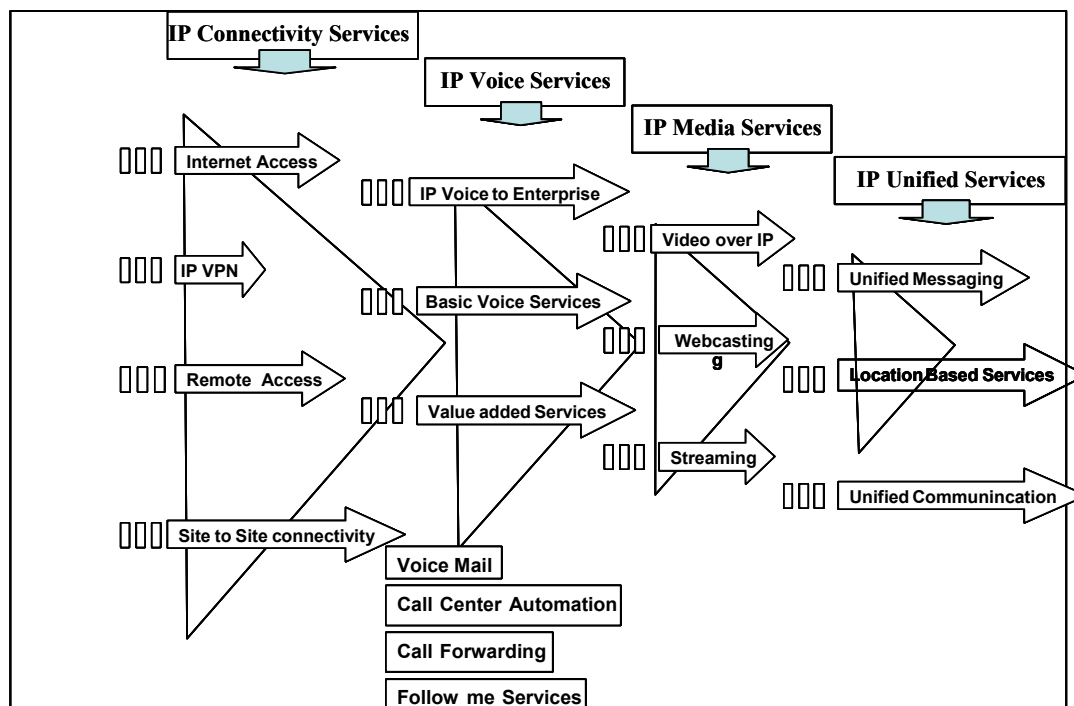 IP Connectivity Services
IP Voice Services
IP Media Services
IP Unified Services
Internet Access
IP VPN
Remote Access
Site to Site connectivity
IP Voice to Enterprise
Basic Voice Services
Value added Services
Voice Mail
Call Center Automation
Call Forwarding
Follow me Services
Video over IP
Webcasting
g
Streaming
Unified Messaging
Location Based Services
Unified Communincation